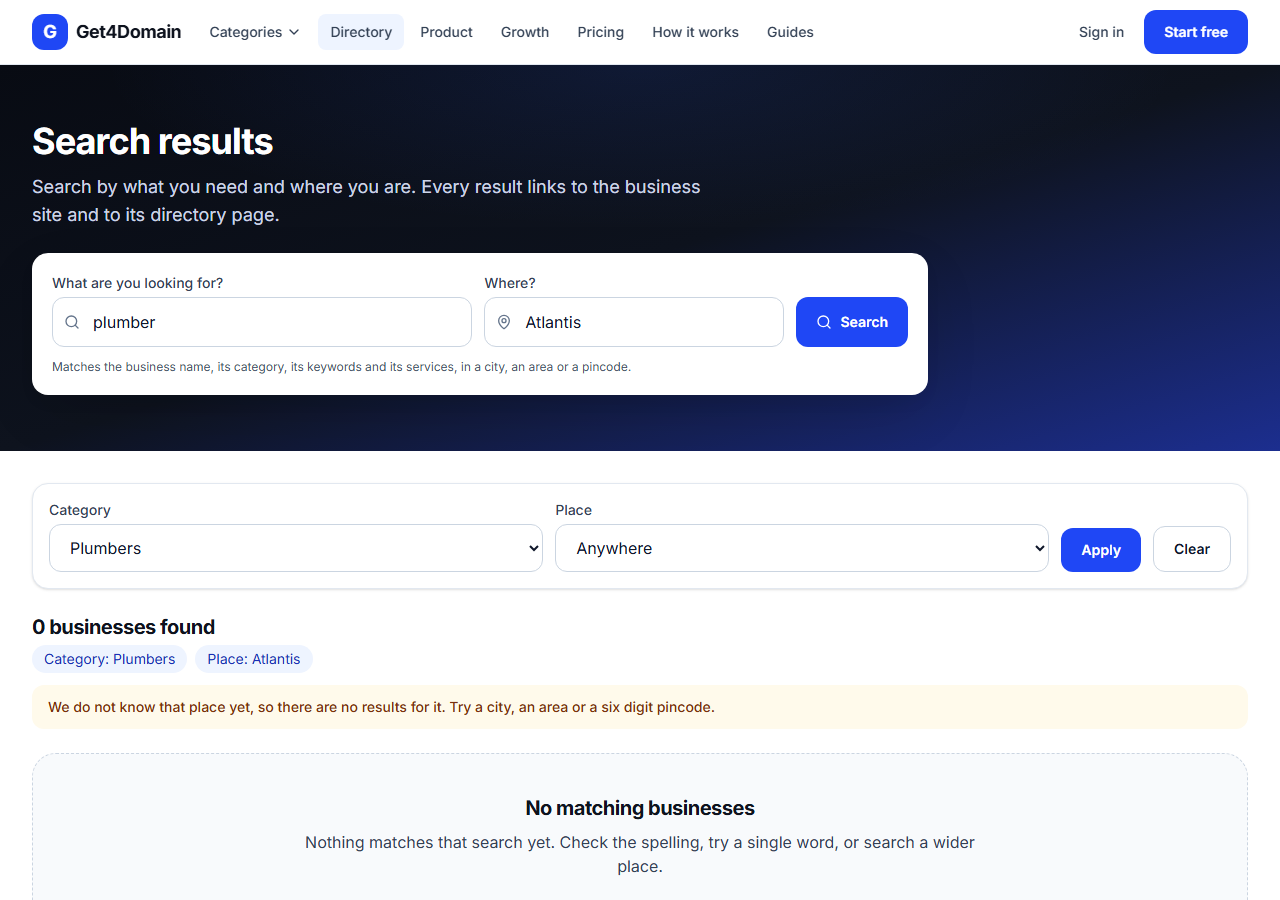 G Get4Domain Categories Directory Product Growth Pricing How it works Guides Sign in Start free
Search results
Search by what you need and where you are. Every result links to the business
site and to its directory page.
What are you looking for? Where?
plumber Atlantis Search
Matches the business name, its category, its keywords and its services, in a city, an area or a pincode.
Category Place
Plumbers Anywhere Apply Clear
0 businesses found
Category: Plumbers Place: Atlantis
We do not know that place yet, so there are no results for it. Try a city, an area or a six digit pincode.
No matching businesses
Nothing matches that search yet. Check the spelling, try a single word, or search a wider
place.